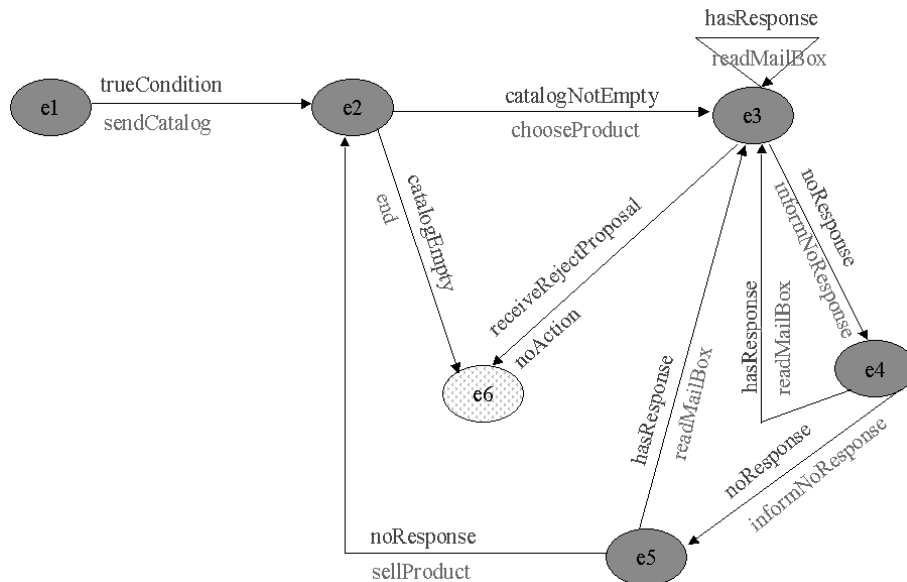 hasResponse
readMailBox
trueCondition
e1
e2
sendCatalog
catalogNotEmpty
chooseProduct
e3
catalogEmpty
end
receiveRejectProposal
noAction
noResponse
informNoResponse
hasResponse
readMailBox
e4
e6
hasResponse
readMailBox
noResponse
informNoResponse
noResponse
sellProduct
e5